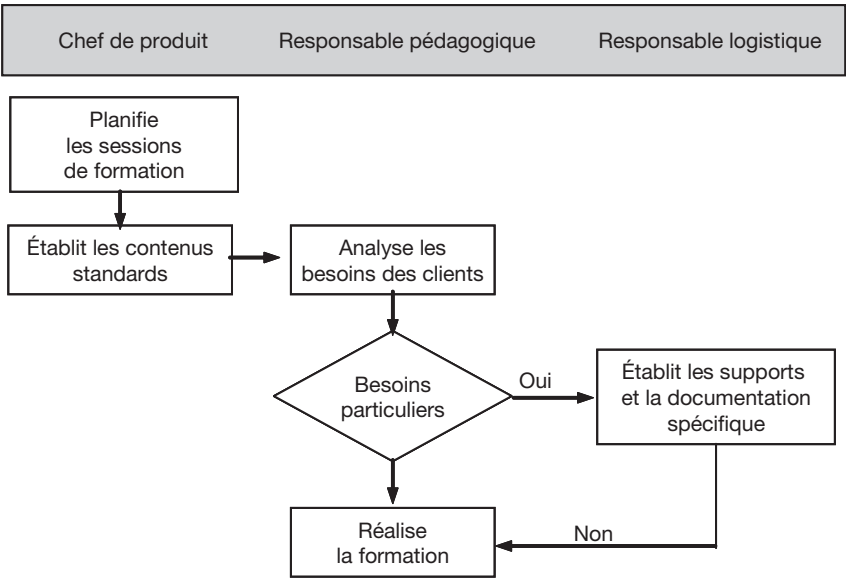 Chef de produit
Responsable pédagogique
Responsable logistique
Planifie
les sessions
de formation
Établit les contenus
standards
Analyse les
besoins des clients
Besoins
particuliers
Oui
Établit les supports
et la documentation
spécifique
Réalise
la formation
Non